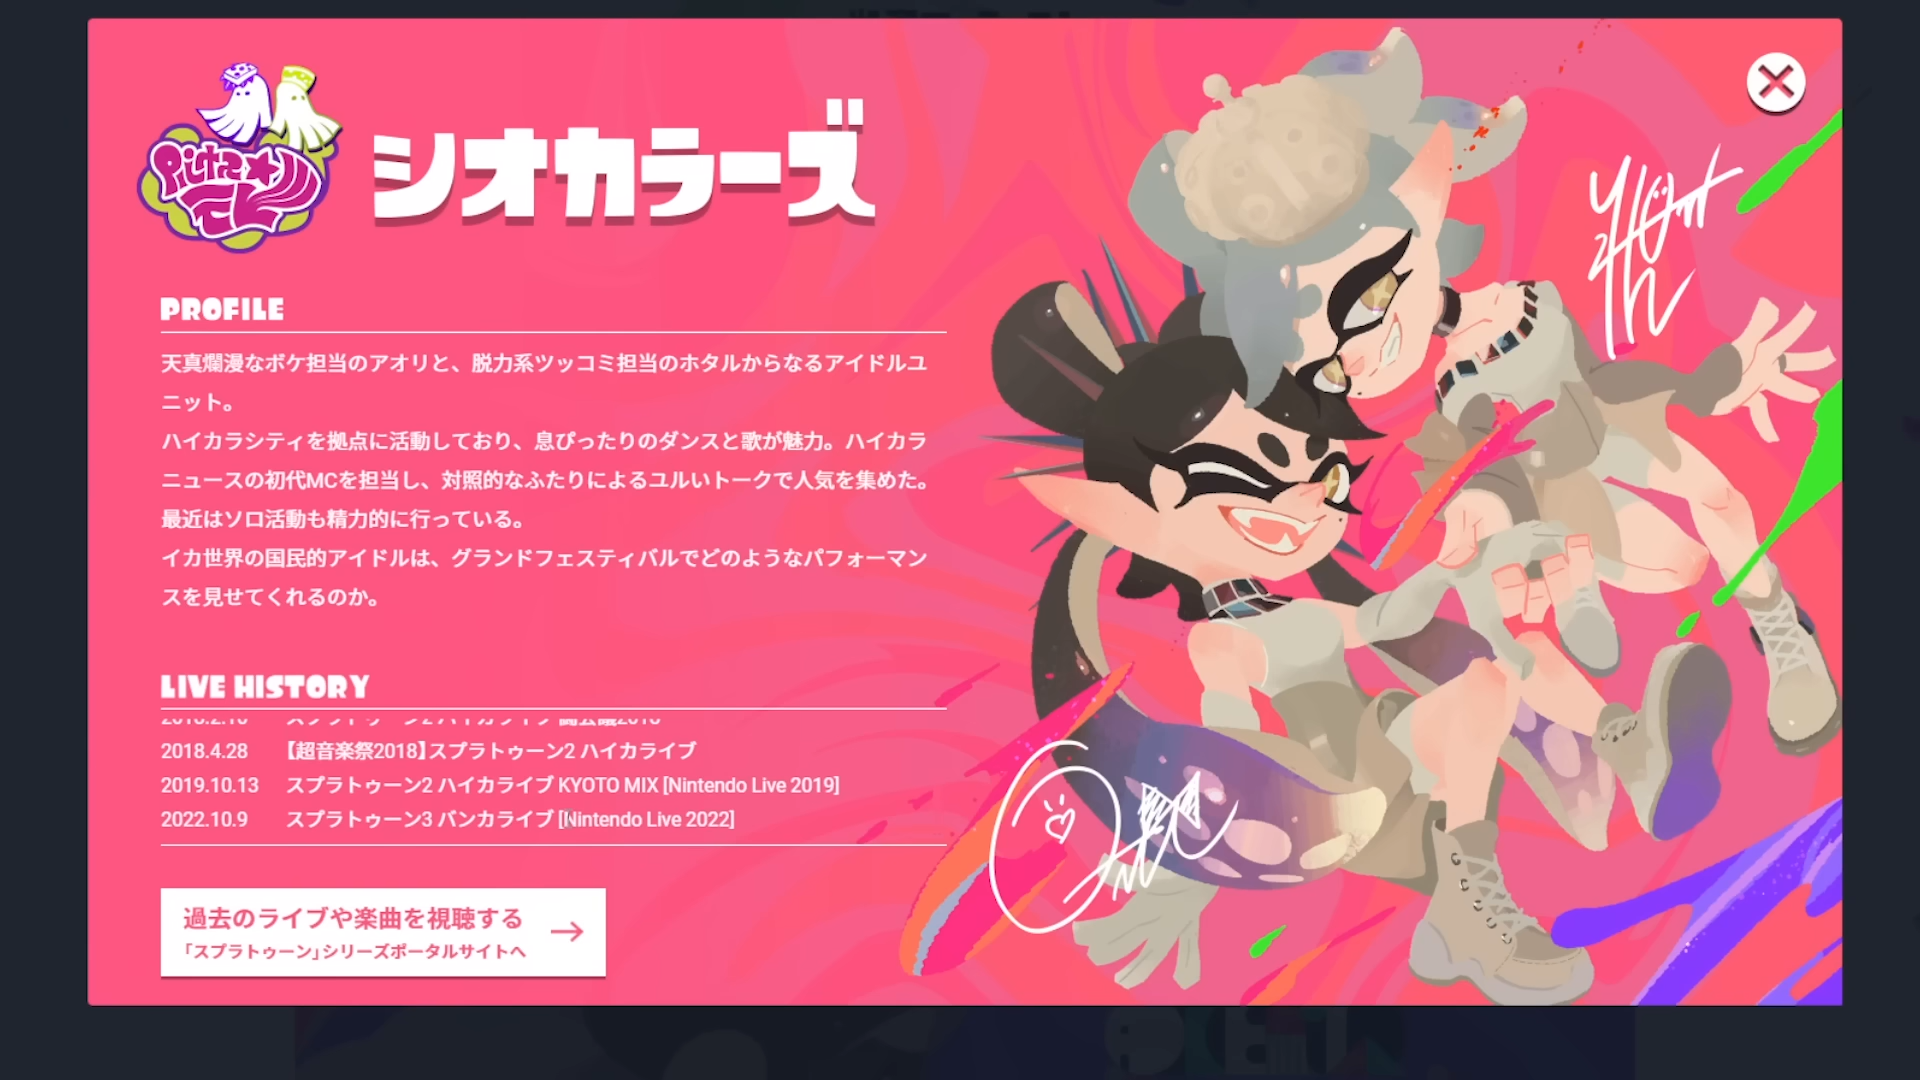 シオカラーズ
PROFILE
天真爛漫なボケ担当のアオリと、脱力系ツッコミ担当のホタルからなるアイドルユ
ニット。
ハイカラシティを拠点に活動しており、息ぴったりのダンスと歌が魅力。ハイカラ
ニュースの初代MCを担当し、対照的なふたりによるユルいトークで人気を集めた。
最近はソロ活動も精力的に行っている。
イカ世界の国民的アイドルは、グランドフェスティバルでどのようなパフォーマン
スを見せてくれるのか。
LIVE HISTORY
2018.4.28 【超音楽祭2018】スプラトゥーン2 ハイカライブ
2019.10.13 スプラトゥーン2 ハイカライブ KYOTO MIX [Nintendo Live 2019]
2022.10.9 スプラトゥーン3 バンカライブ [Nintendo Live 2022]
過去のライブや楽曲を視聴する
「スプラトゥーン」シリーズポータルサイトへ